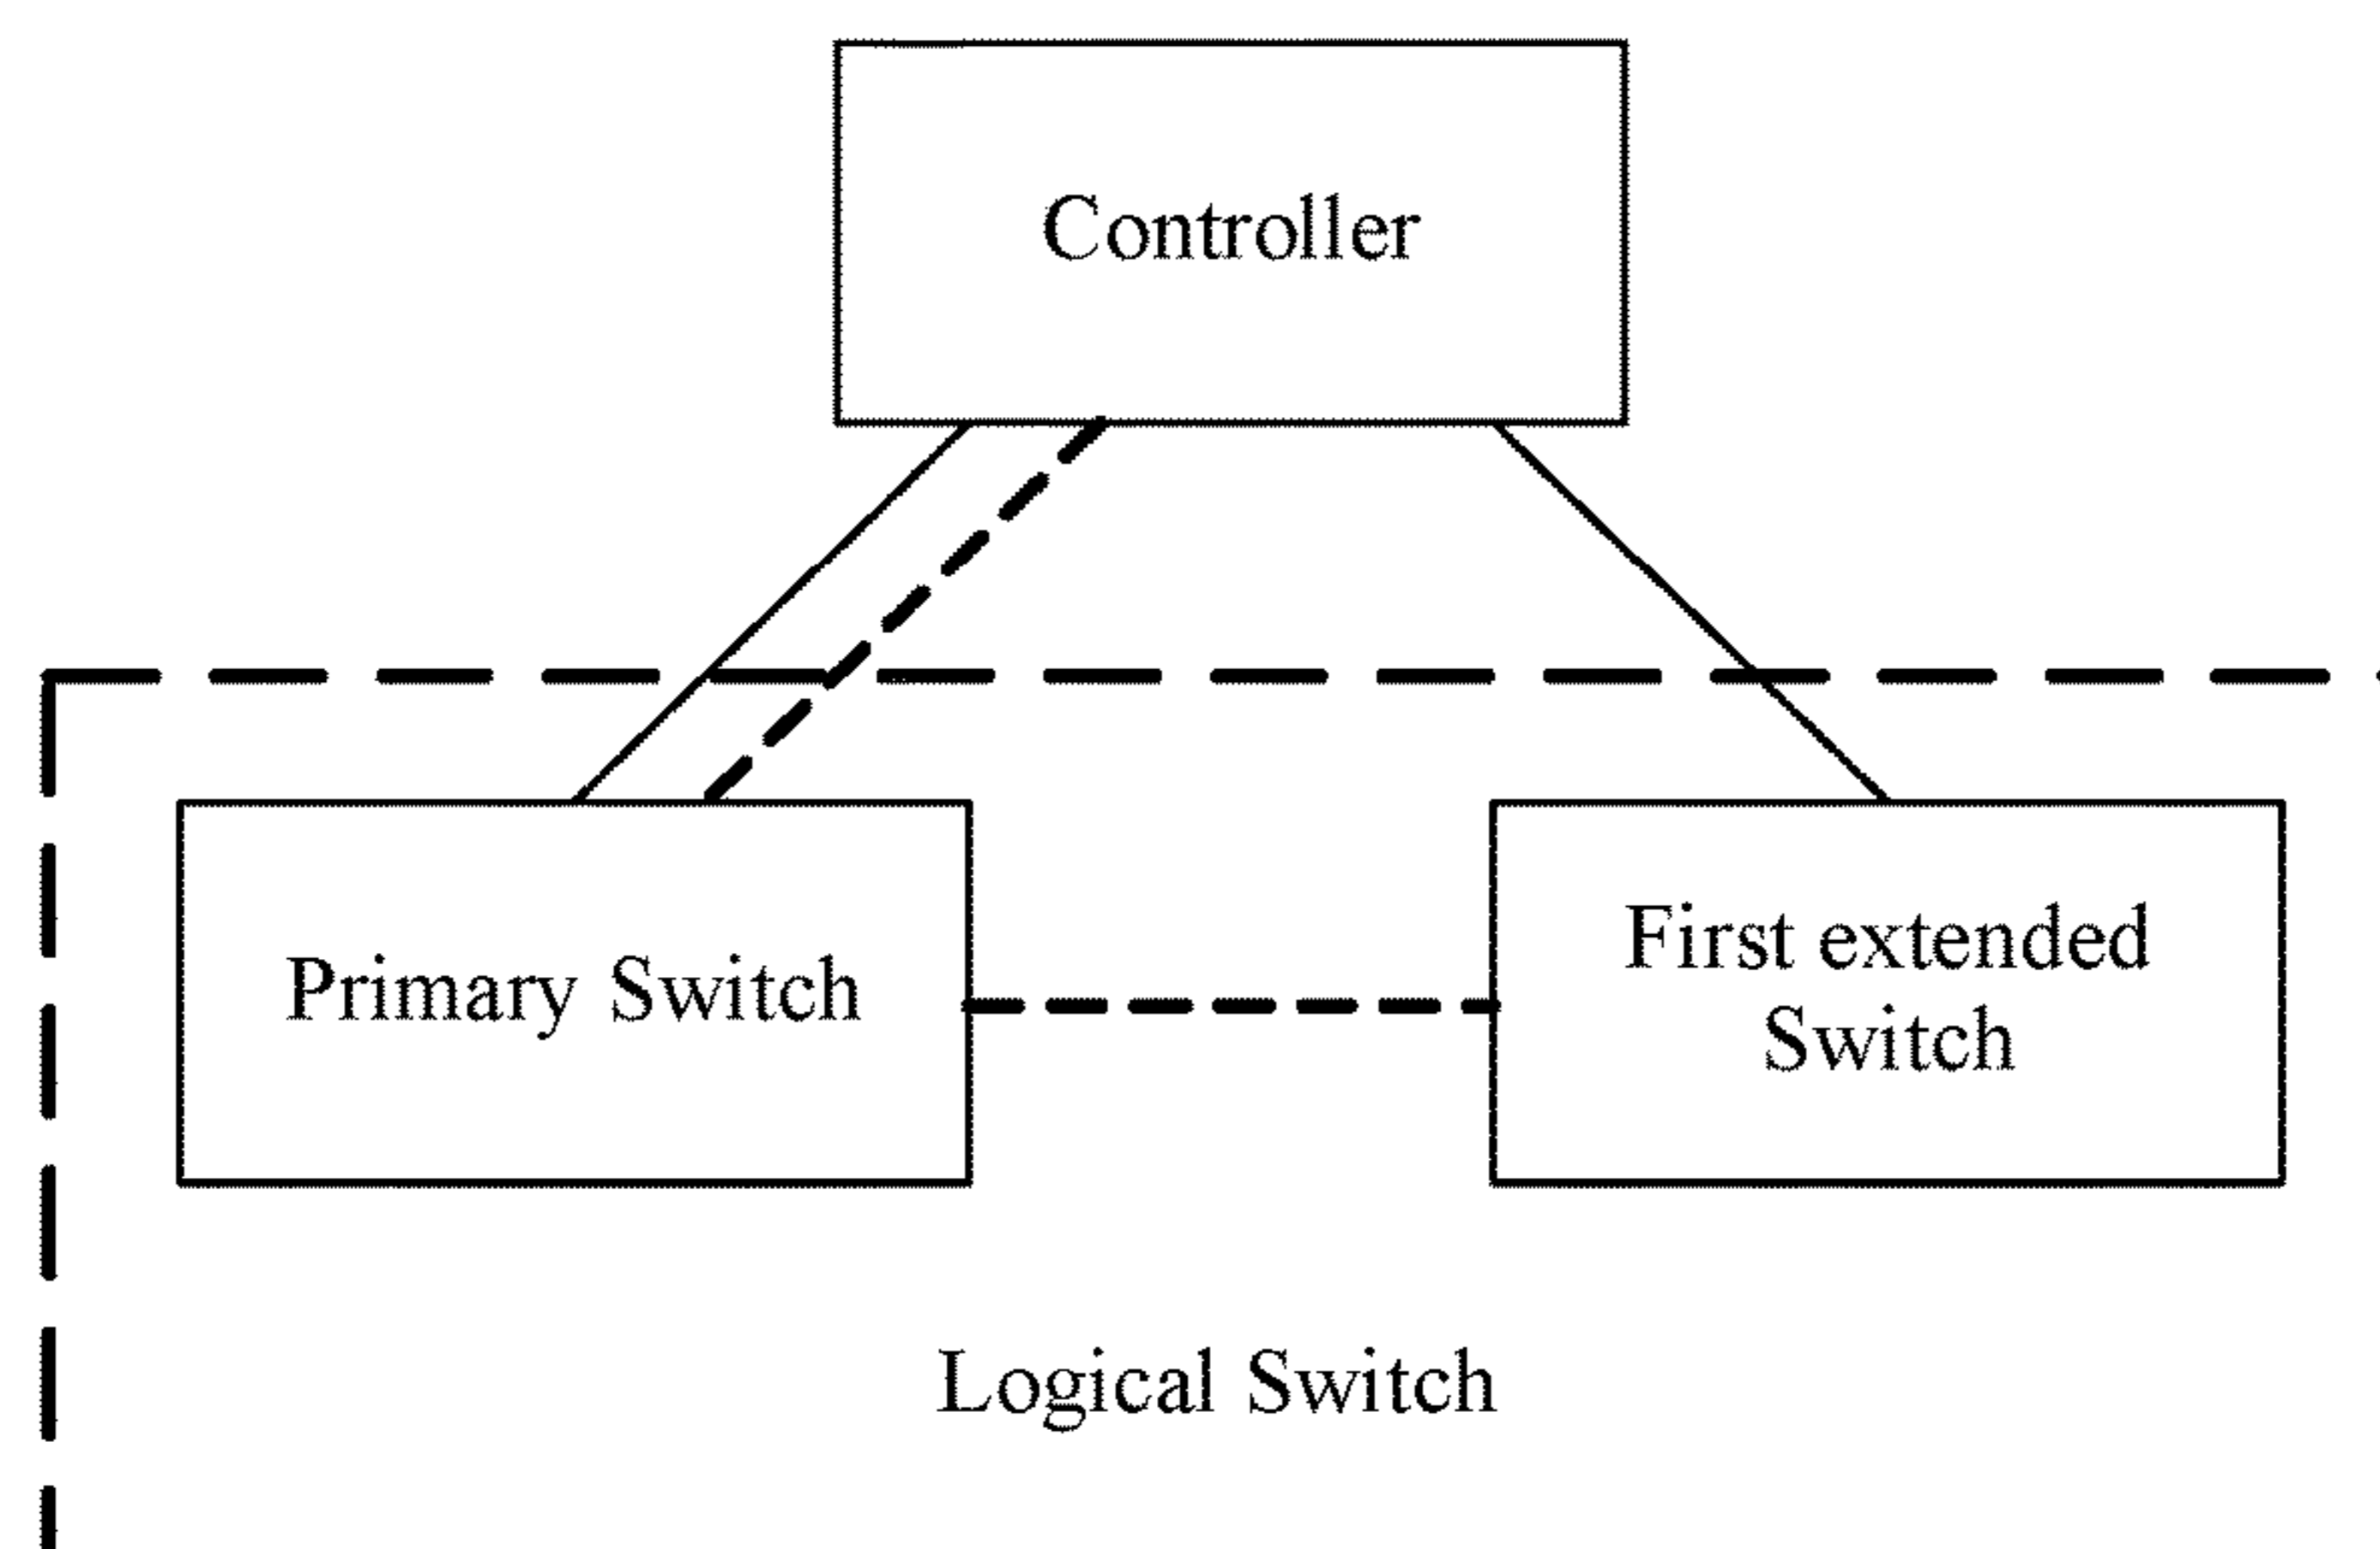 Controller
Primary Switch
First extended
Switch
Logical Switch